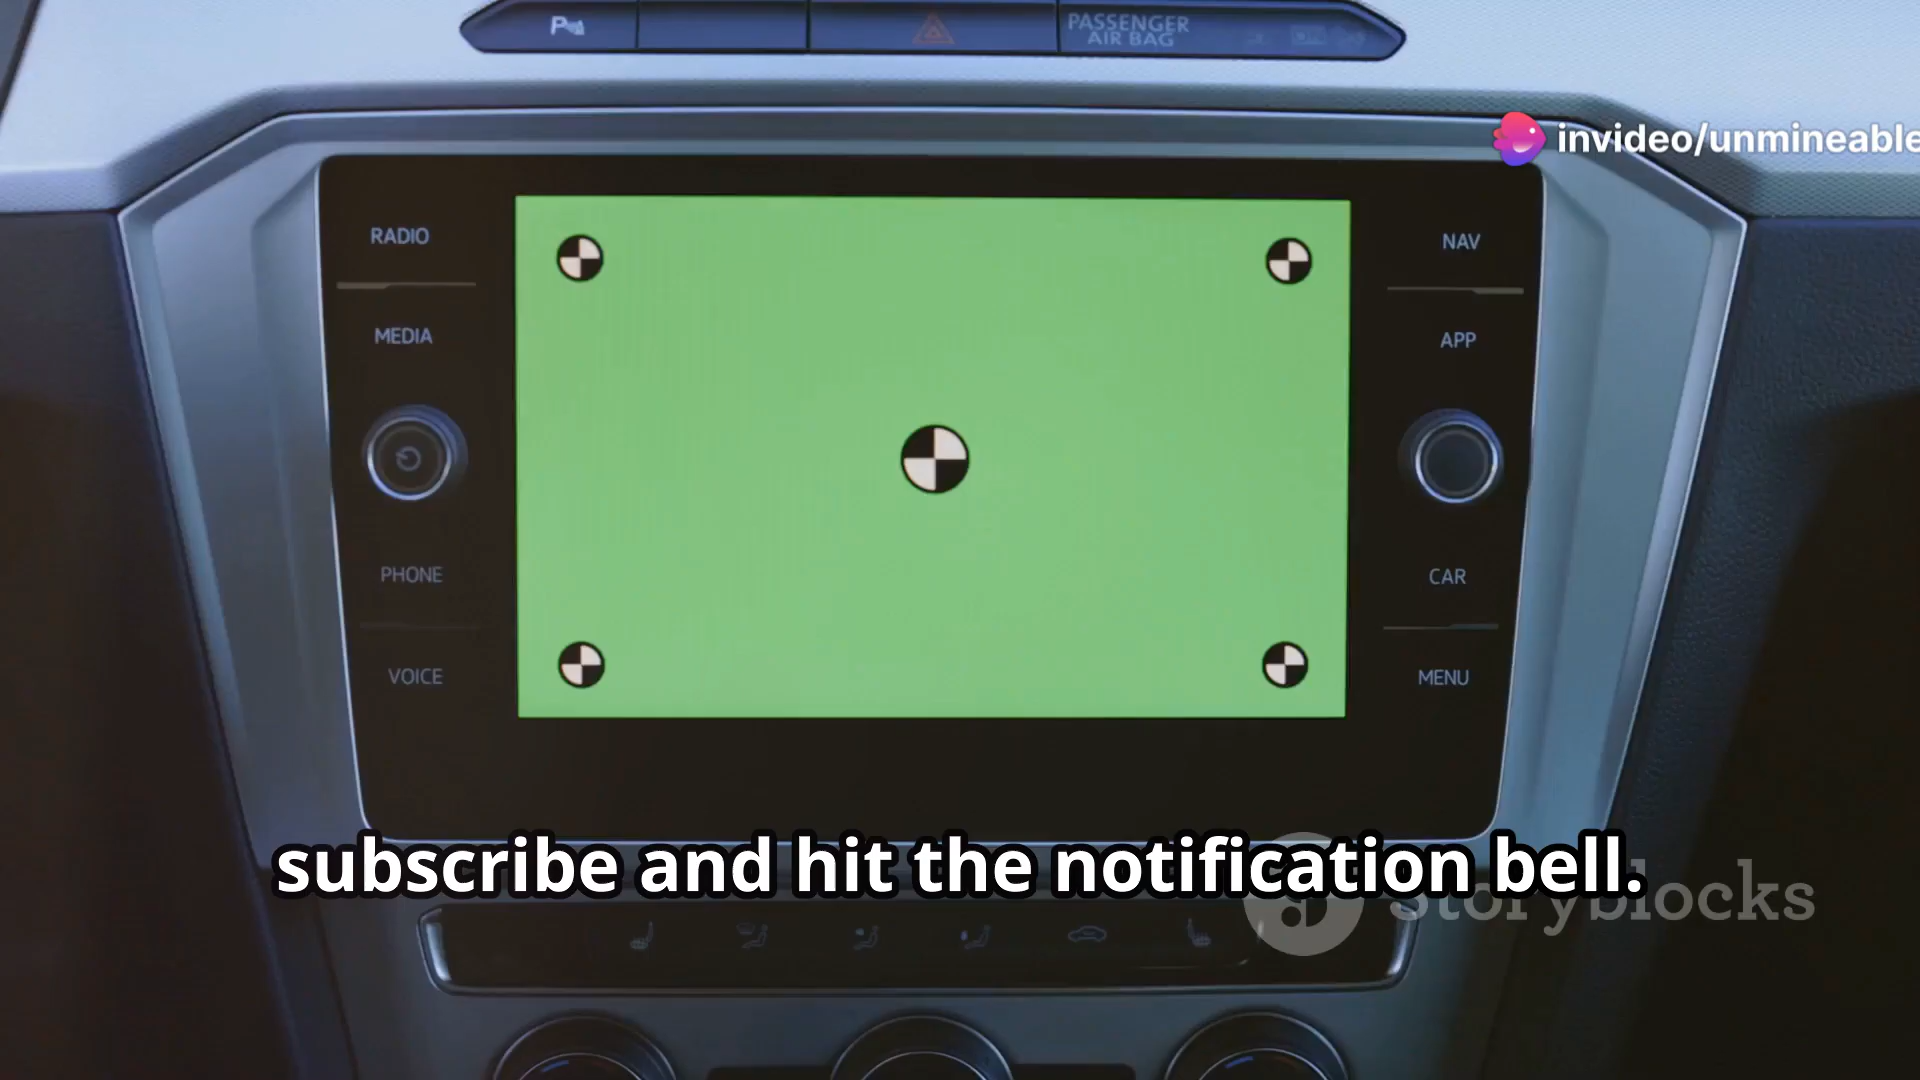 PASSENGER
AIR BAG
invideo/unmineable
RADIO
NAV
MEDIA
APP
PHONE
CAR
VOICE
MENU
subscribe and hit the notification bell.
Storyblocks